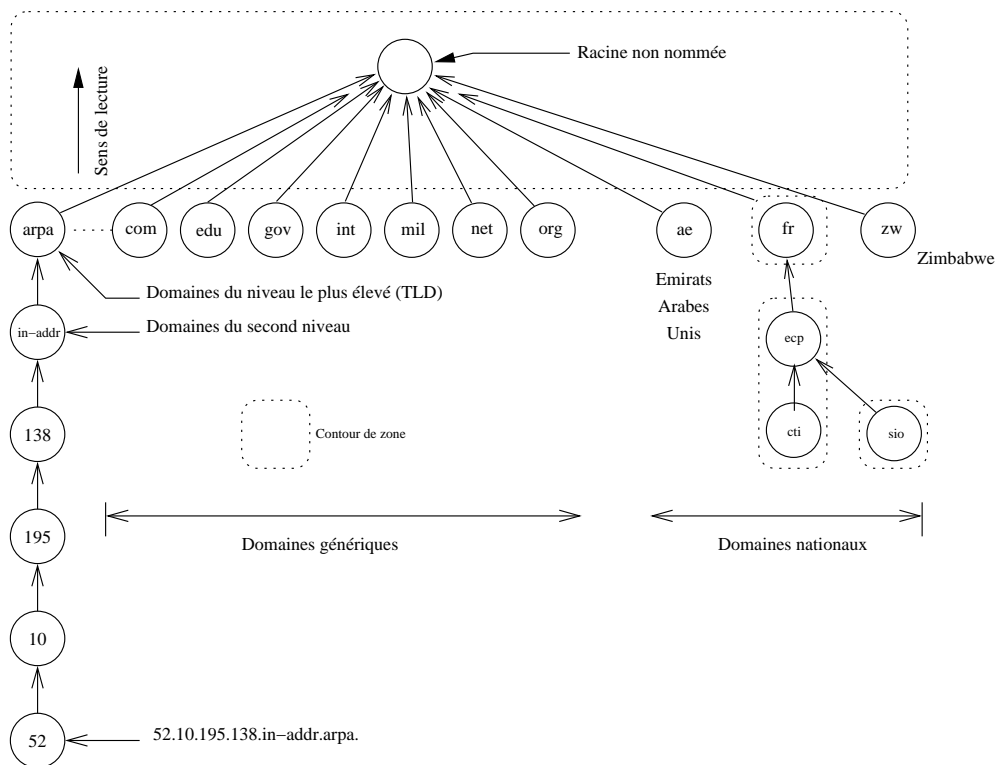 Racine non nommée
Sens de lecture
arpa
com
edu
gov
int
mil
net
org
ae
fr
zw
Zimbabwe
Emirats
Arabes
Unis
Domaines du niveau le plus élevé (TLD)
in−addr
Domaines du second niveau
ecp
138
Contour de zone
cti
sio
195
Domaines génériques
Domaines nationaux
10
52
52.10.195.138.in−addr.arpa.